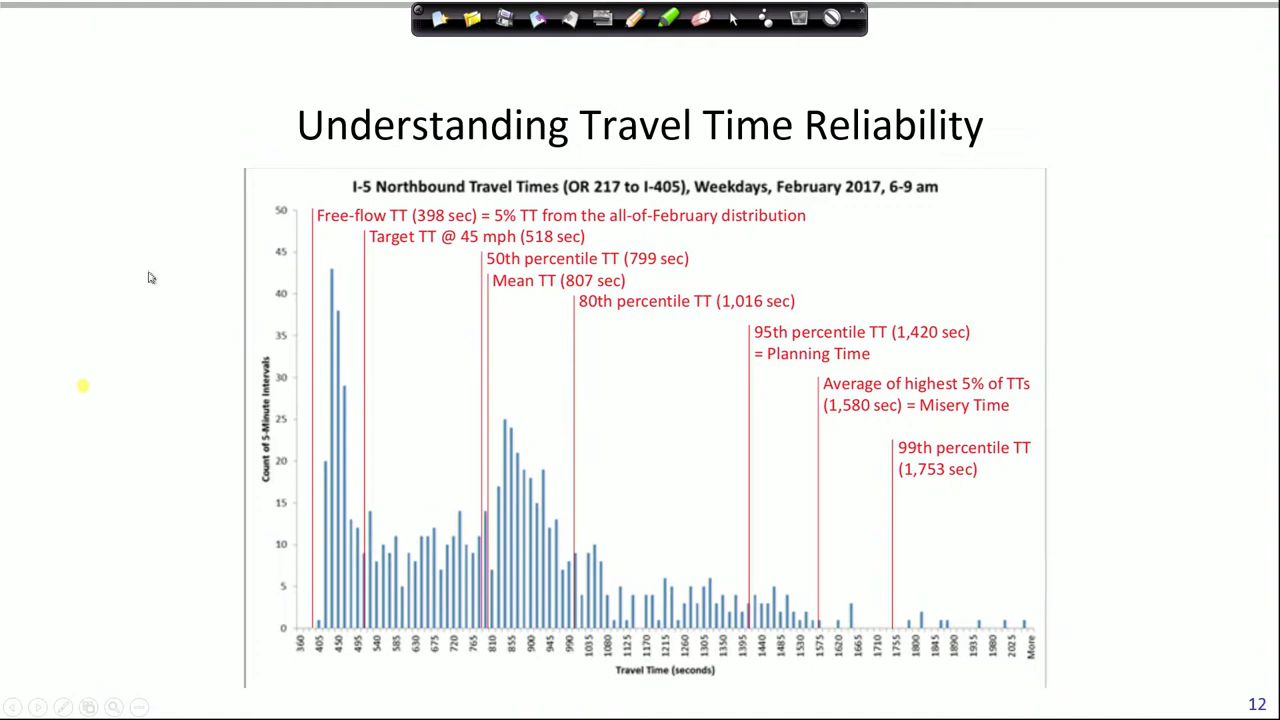 Understanding Travel Time Reliability
I-5 Northbound Travel Times (OR 217 to I-405), Weekdays, February 2017, 6-9 am
Free-flow TT (398 sec) = 5% TT from the all-of-February distribution
Target TT @ 45 mph (518 sec)
50th percentile TT (799 sec)
Mean TT (807 sec)
80th percentile TT (1,016 sec)
95th percentile TT (1,420 sec)
= Planning Time
Average of highest 5% of TTs
(1,580 sec) = Misery Time
99th percentile TT
(1,753 sec)
Count of 5-Minute Intervals
50
45
40
35
30
25
20
15
10
5
0
360 405 450 495 540 585 630 675 720 765 810 855 900 945 990 1035 1080 1125 1170 1215 1260 1305 1350 1395 1440 1485 1530 1575 1620 1665 1710 1755 1800 1845 1890 1935 1980 2025 More
Travel Time (seconds)
12